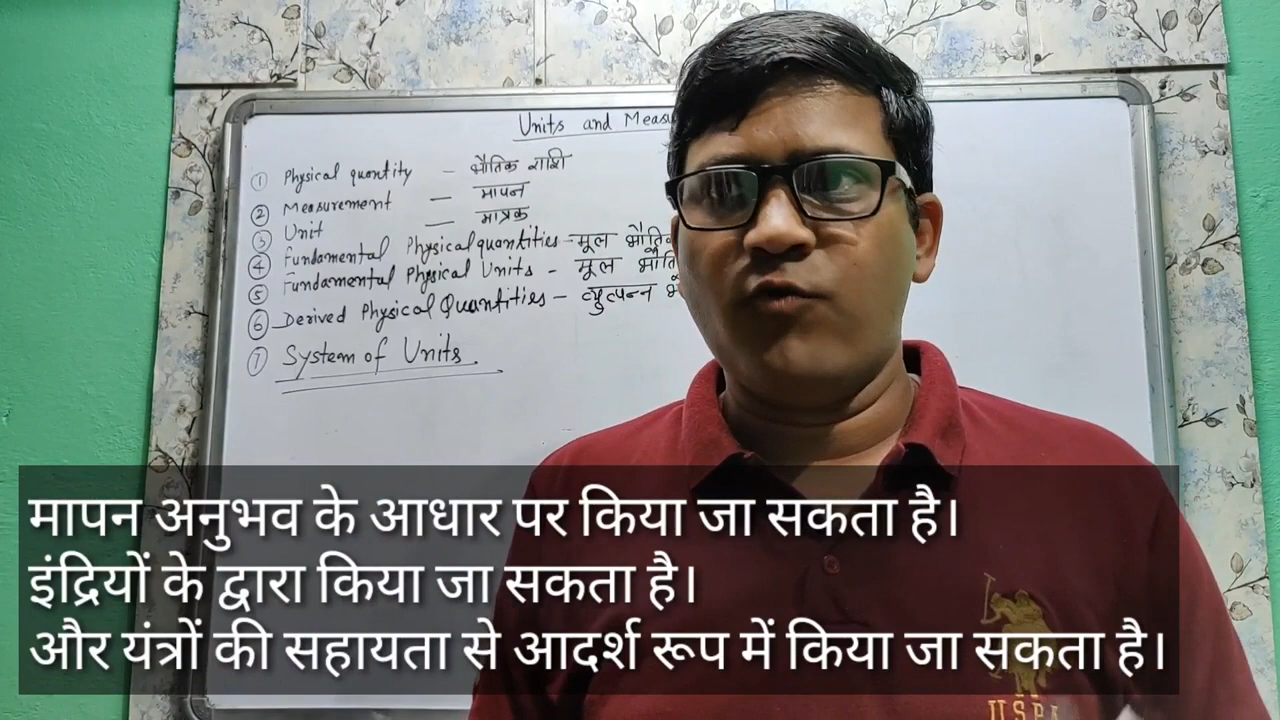 Units and Measu
① Physical quantity – भौतिक राशि
② Measurement – मापन
③ Unit – मात्रक
④ Fundamental Physical quantities – मूल भौतिक
⑤ Fundamental Physical Units – मूल भौति
⑥ Derived Physical Quantities – व्युत्पन्न भ
⑦ System of Units.
मापन अनुभव के आधार पर किया जा सकता है।
इंद्रियों के द्वारा किया जा सकता है।
और यंत्रों की सहायता से आदर्श रूप में किया जा सकता है।
U.S.P.A